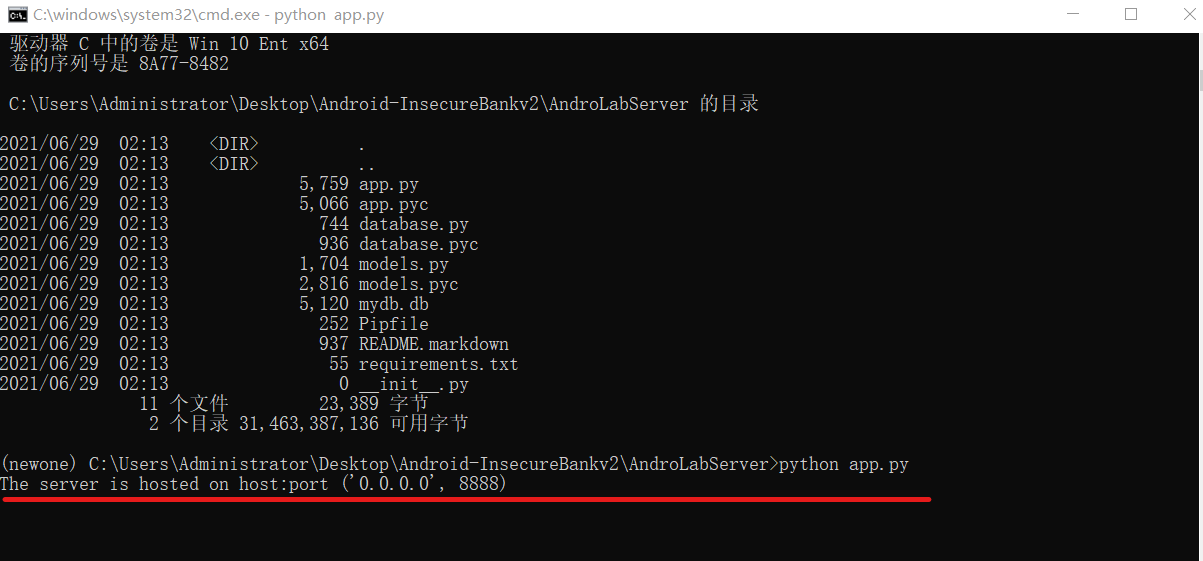 C:\windows\system32\cmd.exe - python  app.py
驱动器 C 中的卷是 Win 10 Ent x64
卷的序列号是 8A77-8482
C:\Users\Administrator\Desktop\Android-InsecureBankv2\AndroLabServer 的目录
2021/06/29  02:13    <DIR>          .
2021/06/29  02:13    <DIR>          ..
2021/06/29  02:13             5,759 app.py
2021/06/29  02:13             5,066 app.pyc
2021/06/29  02:13               744 database.py
2021/06/29  02:13               936 database.pyc
2021/06/29  02:13             1,704 models.py
2021/06/29  02:13             2,816 models.pyc
2021/06/29  02:13             5,120 mydb.db
2021/06/29  02:13               252 Pipfile
2021/06/29  02:13               937 README.markdown
2021/06/29  02:13                55 requirements.txt
2021/06/29  02:13                 0 __init__.py
11 个文件         23,389 字节
2 个目录 31,463,387,136 可用字节
(newone) C:\Users\Administrator\Desktop\Android-InsecureBankv2\AndroLabServer>python app.py
The server is hosted on host:port ('0.0.0.0', 8888)